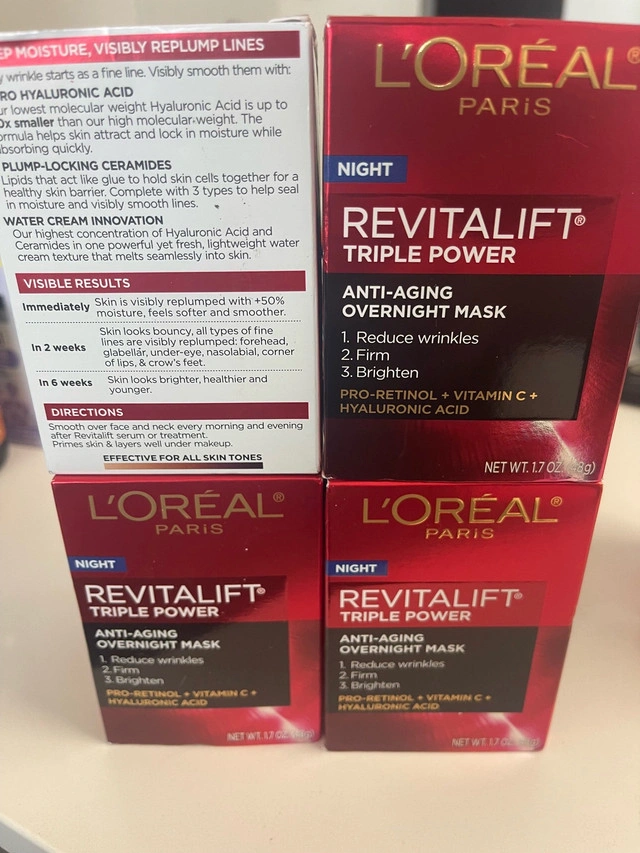 MOISTURE, VISIBLY REPLUMP LINES
wrinkle starts as a fine line. Visibly smooth them with:
HYALURONIC ACID
lowest molecular weight Hyaluronic Acid is up to
smaller than our high molecular weight. The
helps skin attract and lock in moisture while
quickly.
PLUMP-LOCKING CERAMIDES
Lipids that act like glue to hold skin cells together for a
healthy skin barrier. Complete with 3 types to help seal
in moisture and visibly smooth lines.
WATER CREAM INNOVATION
Our highest concentration of Hyaluronic Acid and
Ceramides in one powerful yet fresh, lightweight water
cream texture that melts seamlessly into skin.
VISIBLE RESULTS
Immediately Skin is visibly replumped with +50%
moisture, feels softer and smoother.
In 2 weeks Skin looks bouncy, all types of fine
lines are visibly replumped: forehead,
glabellar, under-eye, nasolabial, corner
of lips, & crow's feet.
In 6 weeks Skin looks brighter, healthier and
younger.
DIRECTIONS
Smooth over face and neck every morning and evening
after Revitalift serum or treatment.
Primes skin & layers well under makeup.
EFFECTIVE FOR ALL SKIN TONES
L'ORÉAL®
PARiS
NIGHT
REVITALIFT®
TRIPLE POWER
ANTI-AGING
OVERNIGHT MASK
1. Reduce wrinkles
2. Firm
3. Brighten
PRO-RETINOL + VITAMIN C +
HYALURONIC ACID
NET WT. 1.7 OZ.
L'ORÉAL®
PARiS
NIGHT
REVITALIFT®
TRIPLE POWER
ANTI-AGING
OVERNIGHT MASK
1. Reduce wrinkles
2. Firm
3. Brighten
PRO-RETINOL + VITAMIN C +
HYALURONIC ACID
NET WT. 1.7 OZ.
L'ORÉAL®
PARiS
NIGHT
REVITALIFT®
TRIPLE POWER
ANTI-AGING
OVERNIGHT MASK
1. Reduce wrinkles
2. Firm
3. Brighten
PRO-RETINOL + VITAMIN C +
HYALURONIC ACID
NET WT. 1.7